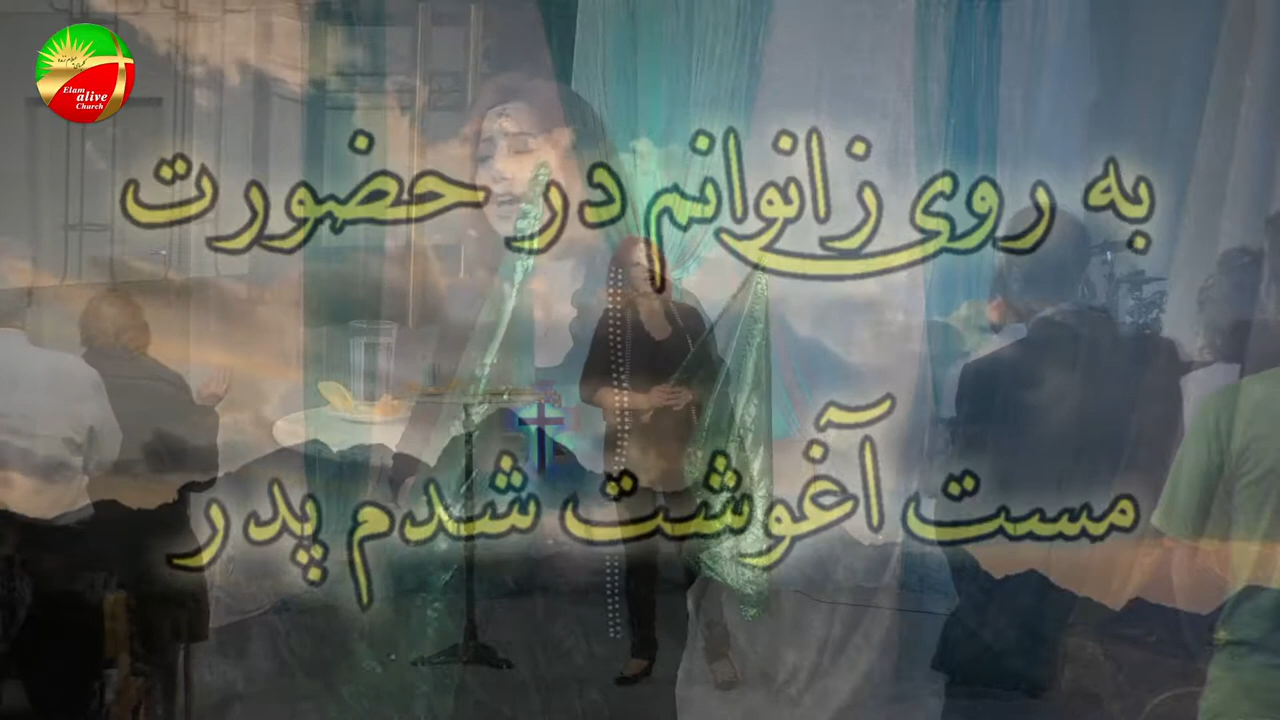 Elam
alive
Church
به روی زانوانم در حضورت
مست آغوشت شدم پدر